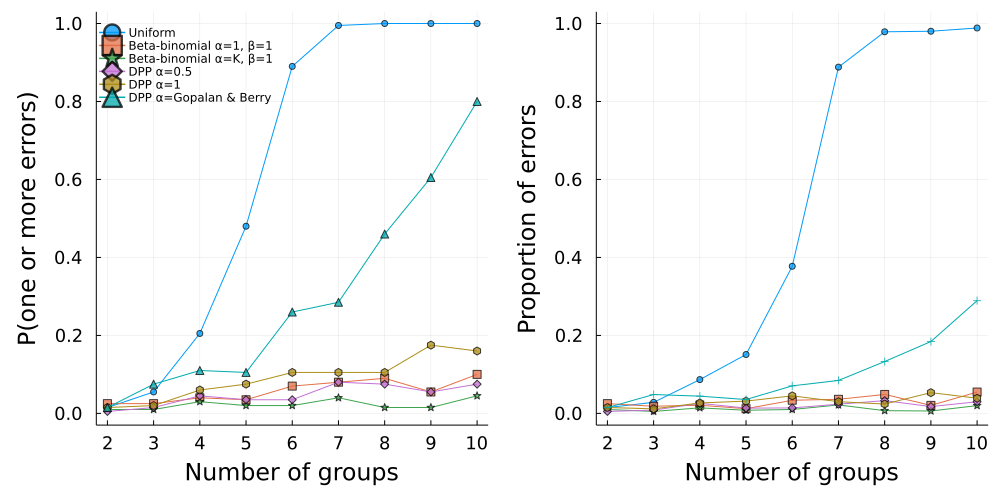 P(one or more errors)
1.0
0.8
0.6
0.4
0.2
0.0
Uniform
Beta-binomial α=1, β=1
Beta-binomial α=K, β=1
DPP α=0.5
DPP α=1
DPP α=Gopalan & Berry
2 3 4 5 6 7 8 9 10
Number of groups
Proportion of errors
1.0
0.8
0.6
0.4
0.2
0.0
2 3 4 5 6 7 8 9 10
Number of groups